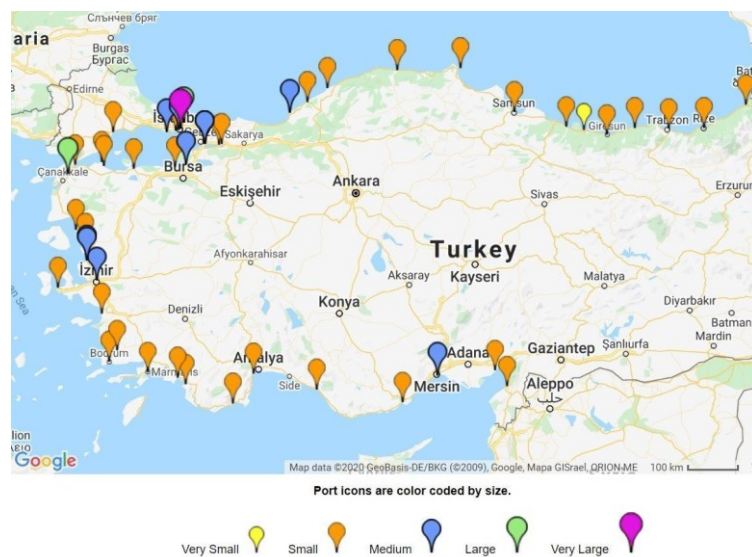 Слънчев бряг
aria
Burgas
Бургас
Edirne
Samsun
Giresun
Trabzon
Rize
Sakarya
Çanakkale
Bursa
Eskişehir
Ankara
Sivas
Erzurum
Turkey
Afyonkarahisar
Aksaray
Kayseri
Malatya
İzmir
Denizli
Konya
Diyarbakır
Batman
Mardin
Bodrum
Marmaris
Antalya
Side
Mersin
Adana
Gaziantep
Şanlıurfa
Aleppo
حلب
Google
Map data ©2020 GeoBasis-DE/BKG (©2009), Google, Mapa GISrael, ORION-ME
100 km
Port icons are color coded by size.
Very Small Small Medium Large Very Large